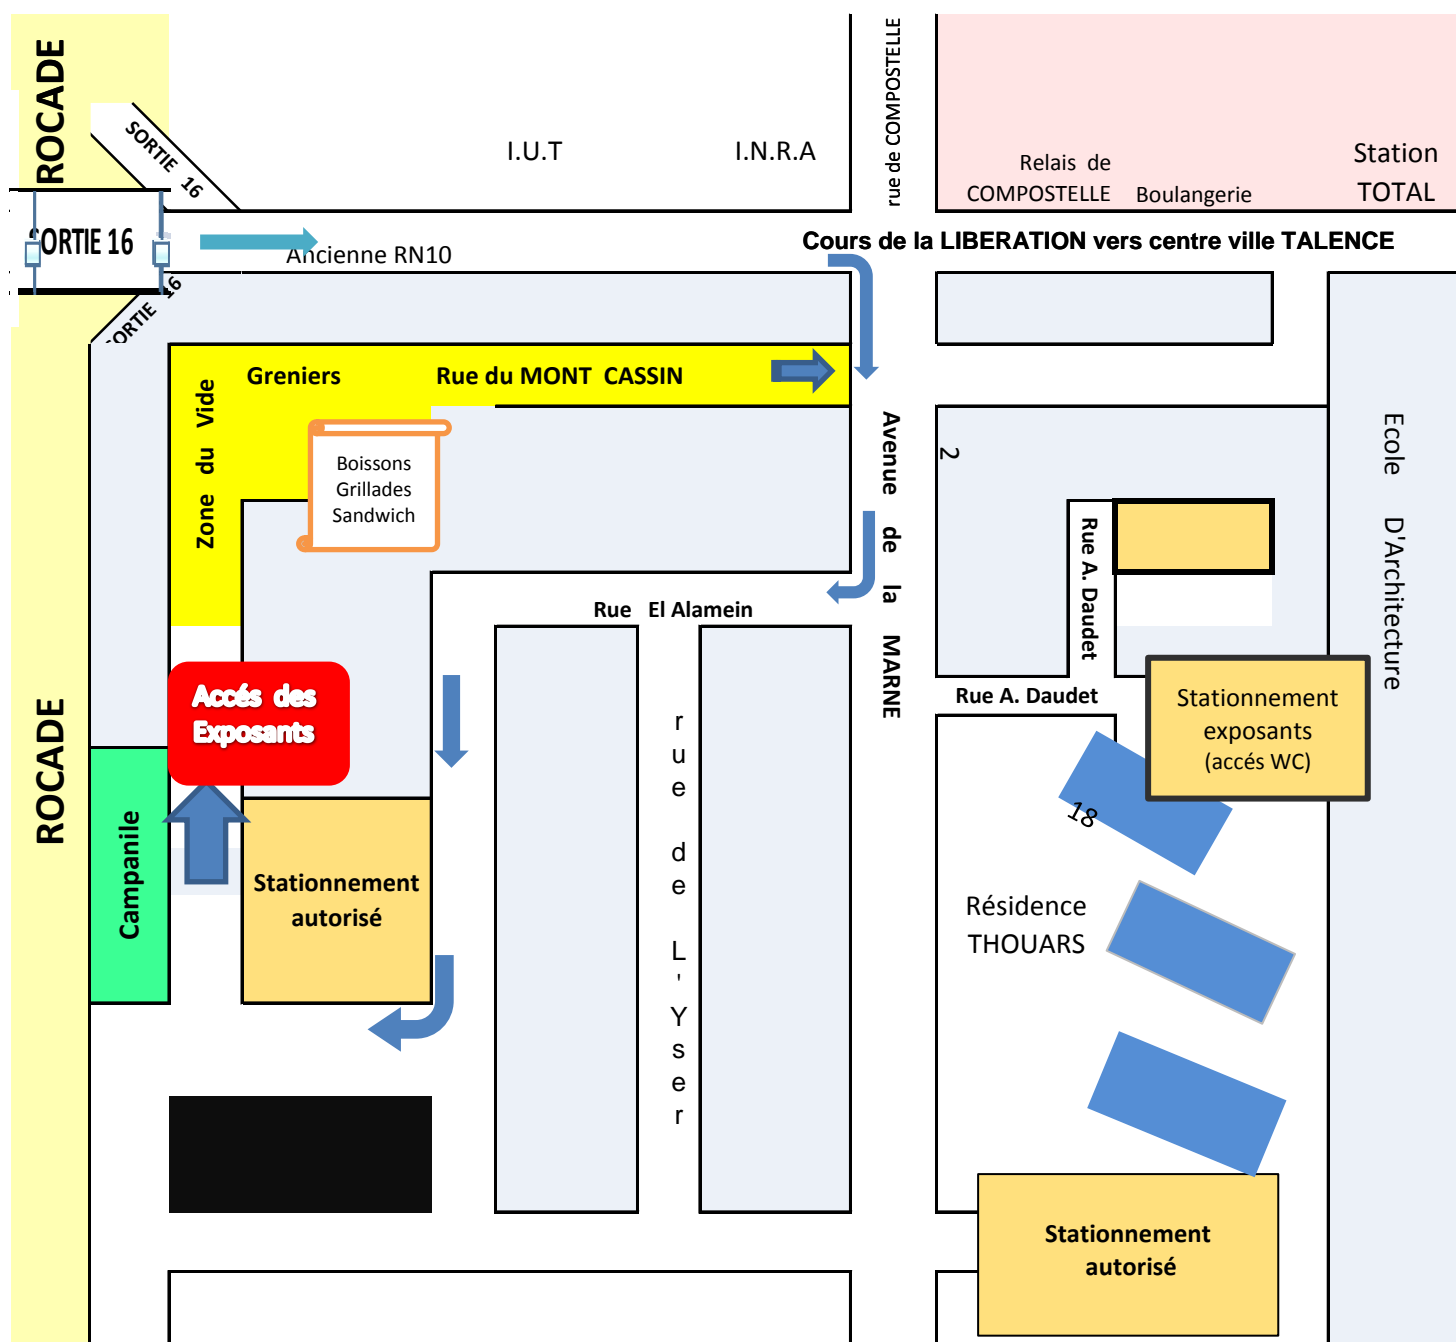 ROCADE
SORTIE 16
I.U.T
I.N.R.A
rue de COMPOSTELLE
Relais de
COMPOSTELLE
Boulangerie
Station
TOTAL
SORTIE 16
Ancienne RN10
Cours de la LIBERATION vers centre ville TALENCE
SORTIE 16
Zone du Vide
Greniers
Rue du MONT CASSIN
Boissons
Grillades
Sandwich
Avenue de la MARNE
2
Ecole D'Architecture
Rue A. Daudet
Rue El Alamein
Rue A. Daudet
Accés des
Exposants
Stationnement
exposants
(accés WC)
ROCADE
rue de L'Yser
18
Campanile
Stationnement
autorisé
Résidence
THOUARS
Stationnement
autorisé